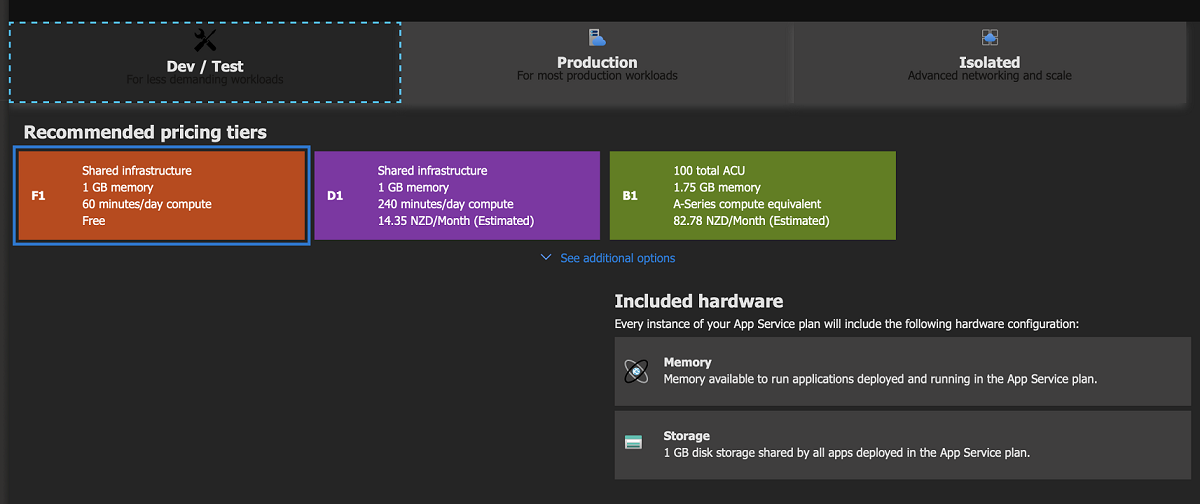 Dev / Test
For less demanding workloads
Production
For most production workloads
Isolated
Advanced networking and scale
Recommended pricing tiers
F1
Shared infrastructure
1 GB memory
60 minutes/day compute
Free
D1
Shared infrastructure
1 GB memory
240 minutes/day compute
14.35 NZD/Month (Estimated)
B1
100 total ACU
1.75 GB memory
A-Series compute equivalent
82.78 NZD/Month (Estimated)
See additional options
Included hardware
Every instance of your App Service plan will include the following hardware configuration:
Memory
Memory available to run applications deployed and running in the App Service plan.
Storage
1 GB disk storage shared by all apps deployed in the App Service plan.